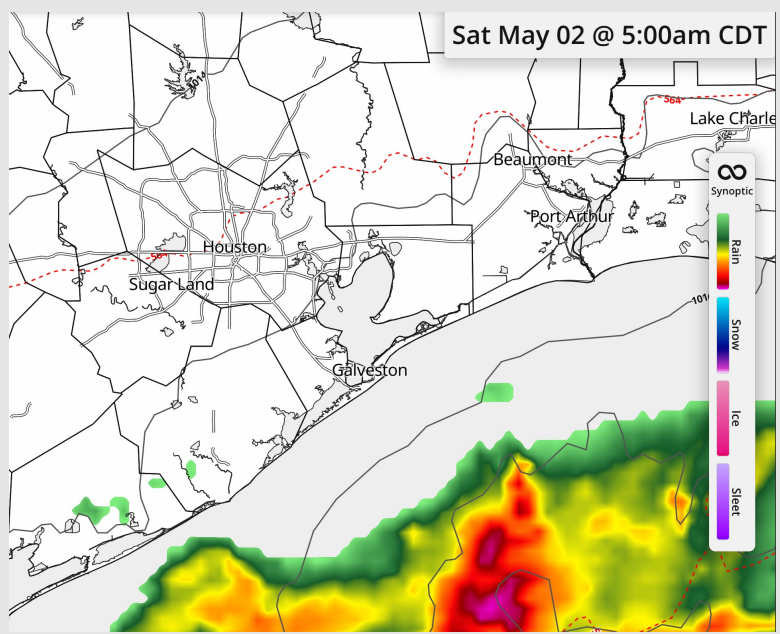 Sat May 02 @ 5:00am CDT
1014
564
Lake Charle
Beaumont
Synoptic
Port Arthur
Houston
Rain
Sugar Land
1016
Snow
Galveston
Ice
Sleet